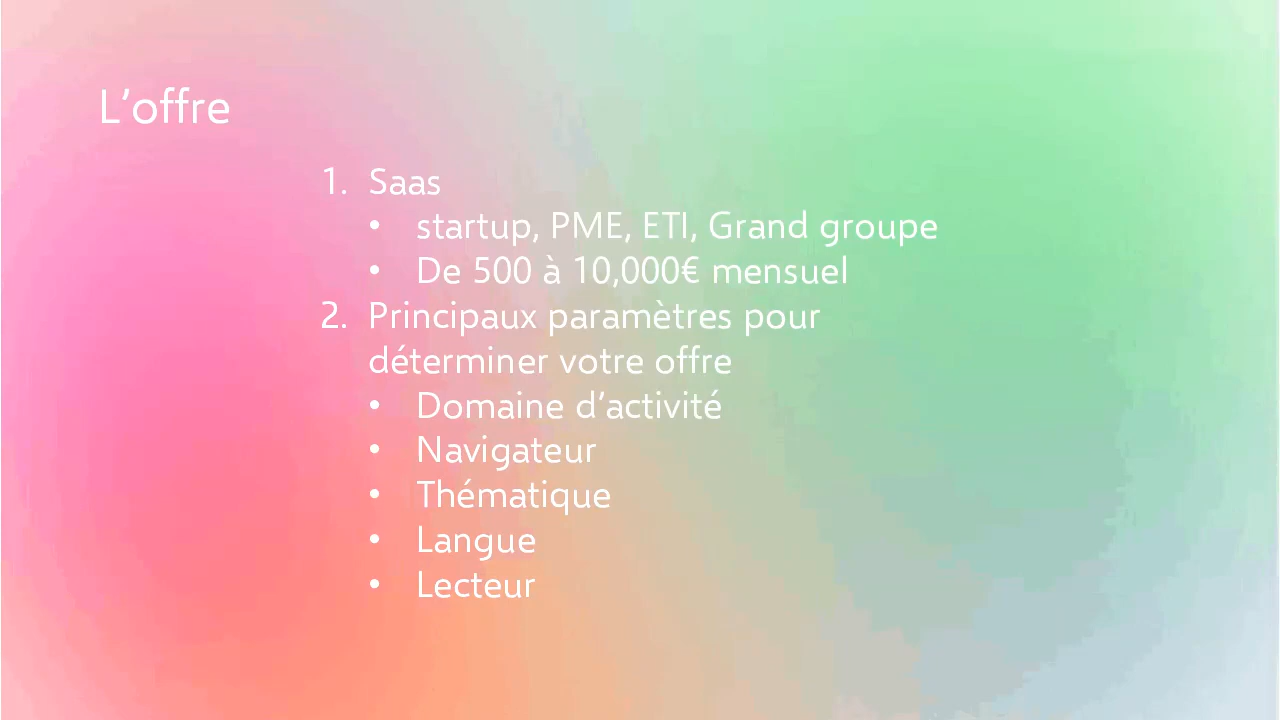 L’offre
1. Saas
• startup, PME, ETI, Grand groupe
• De 500 à 10,000€ mensuel
2. Principaux paramètres pour
déterminer votre offre
• Domaine d’activité
• Navigateur
• Thématique
• Langue
• Lecteur